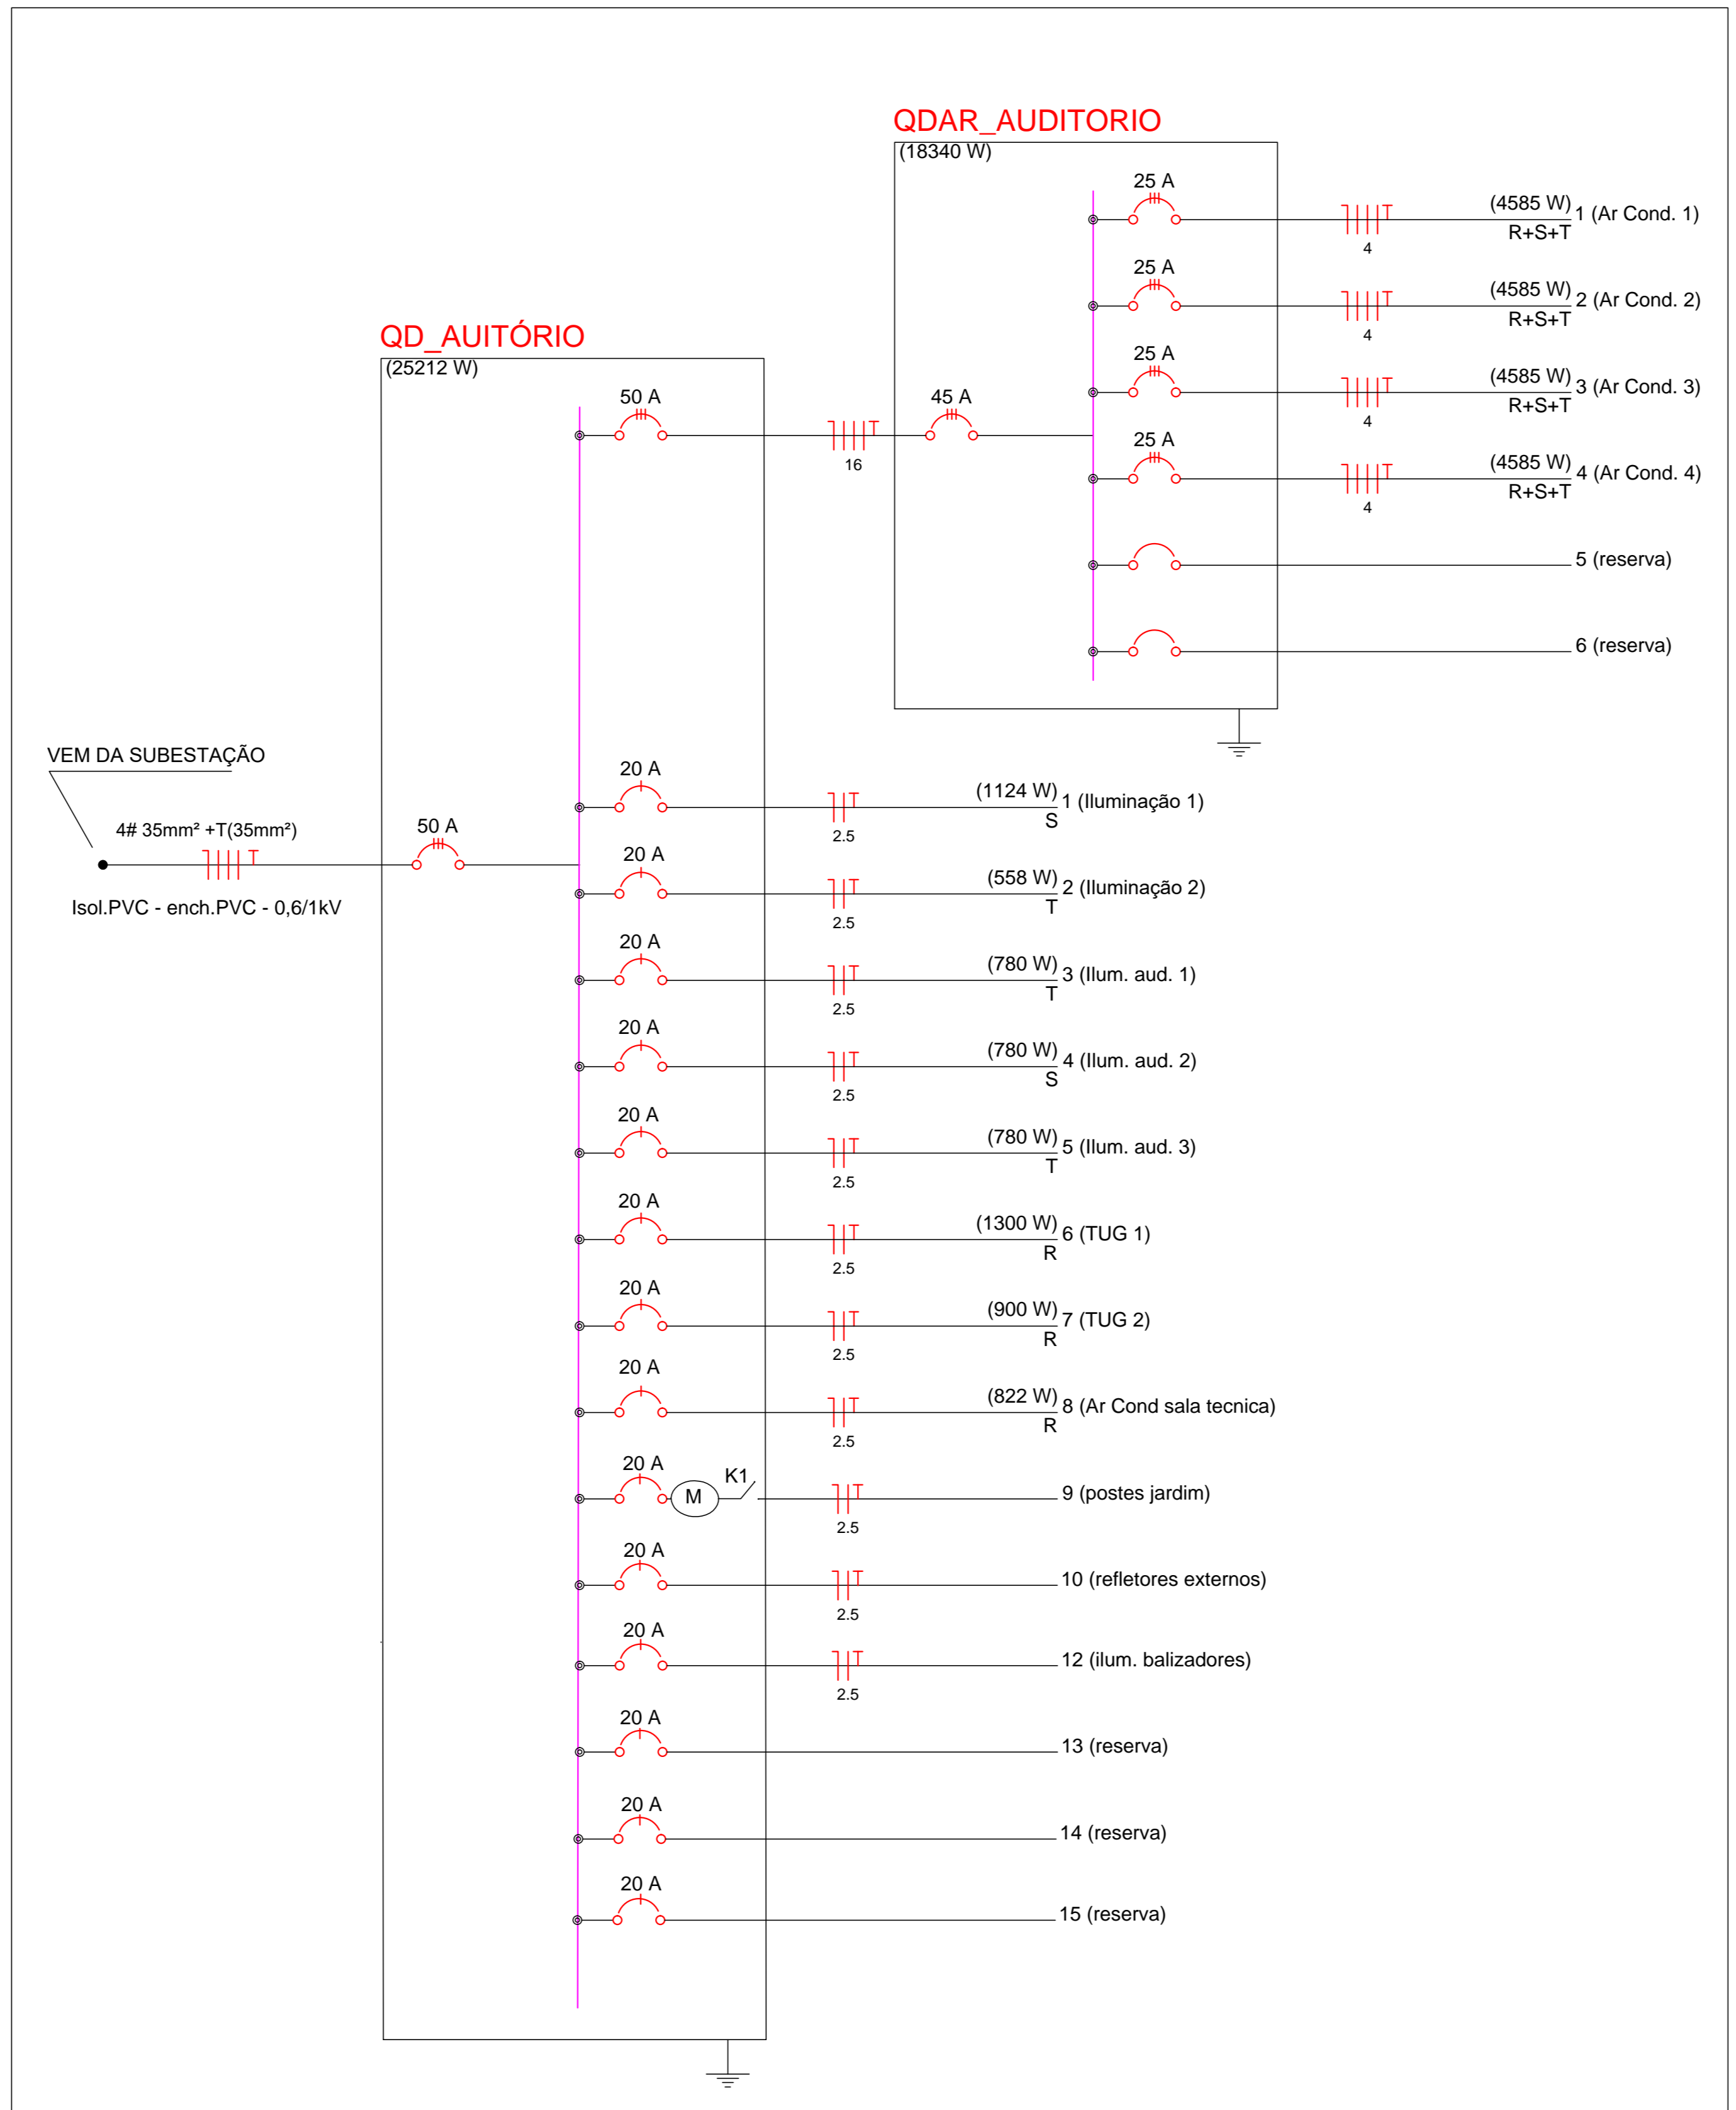 QDAR_AUDITORIO
(18340 W)
25 A
(4585 W)
1 (Ar Cond. 1)
R+S+T
4
25 A
(4585 W)
2 (Ar Cond. 2)
R+S+T
4
25 A
(4585 W)
3 (Ar Cond. 3)
R+S+T
4
25 A
(4585 W)
4 (Ar Cond. 4)
R+S+T
4
5 (reserva)
6 (reserva)
QD_AUITÓRIO
(25212 W)
50 A
16
45 A
VEM DA SUBESTAÇÃO
4# 35mm² +T(35mm²)
Isol.PVC - ench.PVC - 0,6/1kV
50 A
20 A
2.5
(1124 W)
1 (Iluminação 1)
S
20 A
2.5
(558 W)
2 (Iluminação 2)
T
20 A
2.5
(780 W)
3 (Ilum. aud. 1)
T
20 A
2.5
(780 W)
4 (Ilum. aud. 2)
S
20 A
2.5
(780 W)
5 (Ilum. aud. 3)
T
20 A
2.5
(1300 W)
6 (TUG 1)
R
20 A
2.5
(900 W)
7 (TUG 2)
R
20 A
2.5
(822 W)
8 (Ar Cond sala tecnica)
R
20 A
M
K1
2.5
9 (postes jardim)
20 A
2.5
10 (refletores externos)
20 A
2.5
12 (ilum. balizadores)
20 A
13 (reserva)
20 A
14 (reserva)
20 A
15 (reserva)